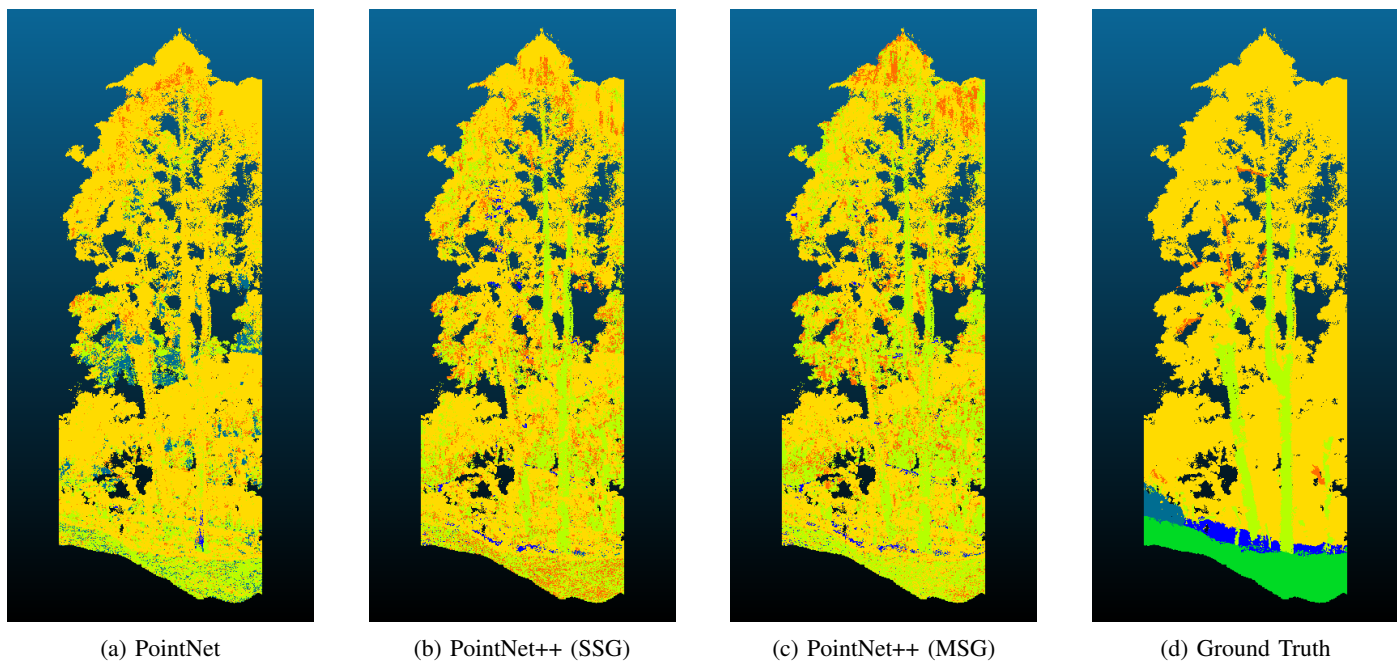 (a) PointNet
(b) PointNet++ (SSG)
(c) PointNet++ (MSG)
(d) Ground Truth